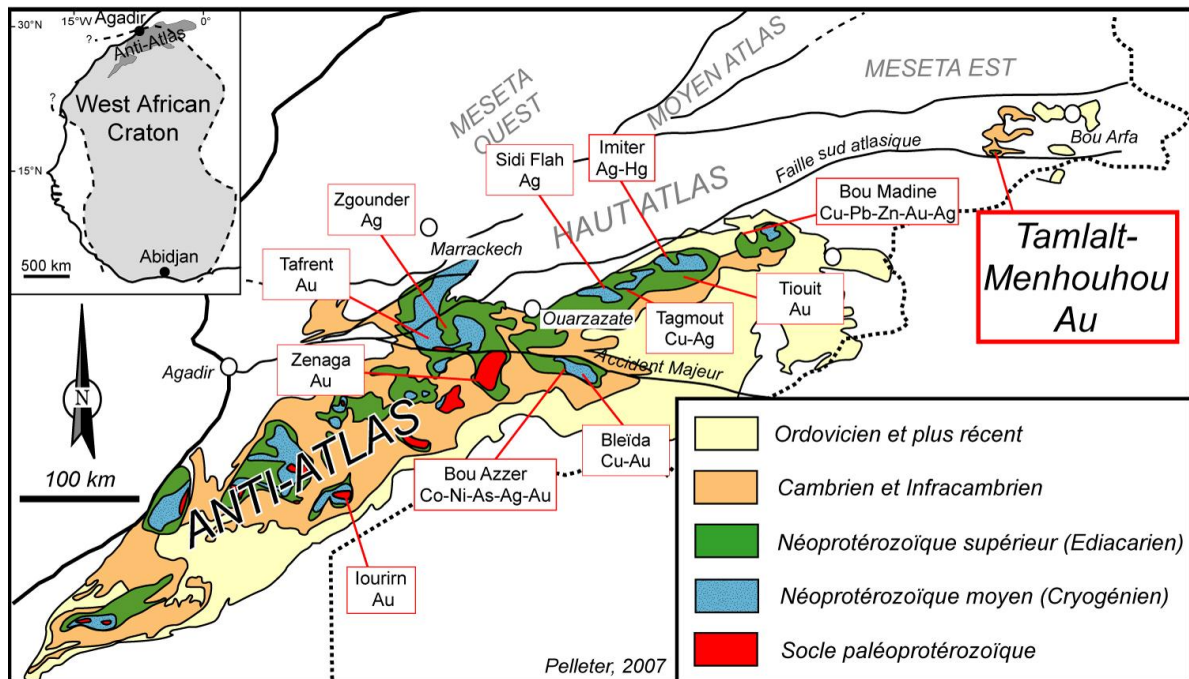 30°N
15°W
0°
Agadir
?
Anti-Atlas
?
West African
Craton
15°N
Abidjan
500 km
MESETA
OUEST
MOYEN ATLAS
MESETA EST
Bou Arfa
Faille sud atlasique
HAUT ATLAS
Sidi Flah
Ag
Imiter
Ag-Hg
Zgounder
Ag
Bou Madine
Cu-Pb-Zn-Au-Ag
Marrackech
Tamlalt-
Menhouhou
Au
Tafrent
Au
Tiouit
Au
Ouarzazate
Tagmout
Cu-Ag
Accident Majeur
Zenaga
Au
Agadir
N
100 km
ANTI-ATLAS
Bleïda
Cu-Au
Bou Azzer
Co-Ni-As-Ag-Au
Iourirn
Au
Pelleter, 2007
Ordovicien et plus récent
Cambrien et Infracambrien
Néoprotérozoïque supérieur (Ediacarien)
Néoprotérozoïque moyen (Cryogénien)
Socle paléoprotérozoïque